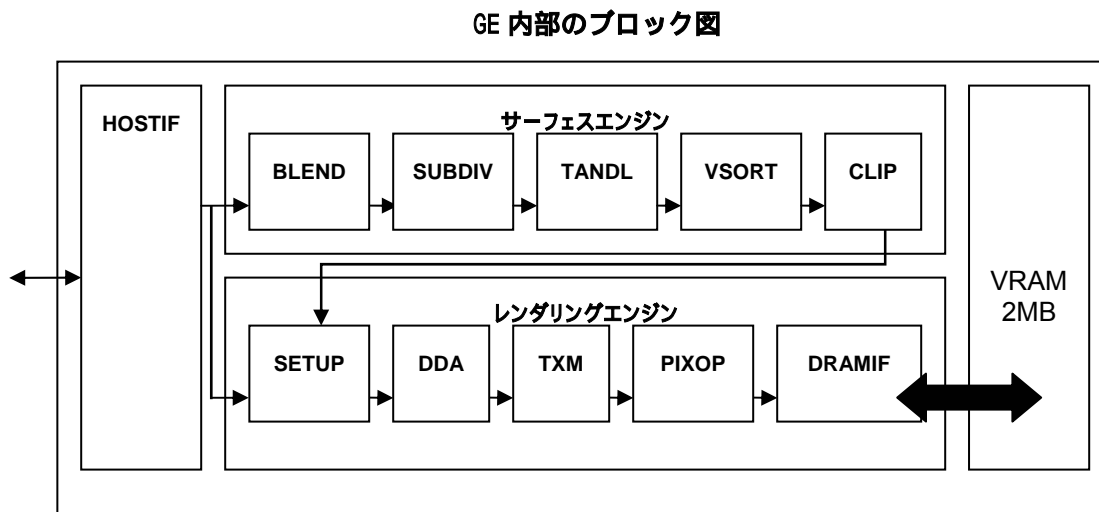 GE 内部のブロック図
HOSTIF
サーフェスエンジン
BLEND
SUBDIV
TANDL
VSORT
CLIP
レンダリングエンジン
SETUP
DDA
TXM
PIXOP
DRAMIF
VRAM
2MB